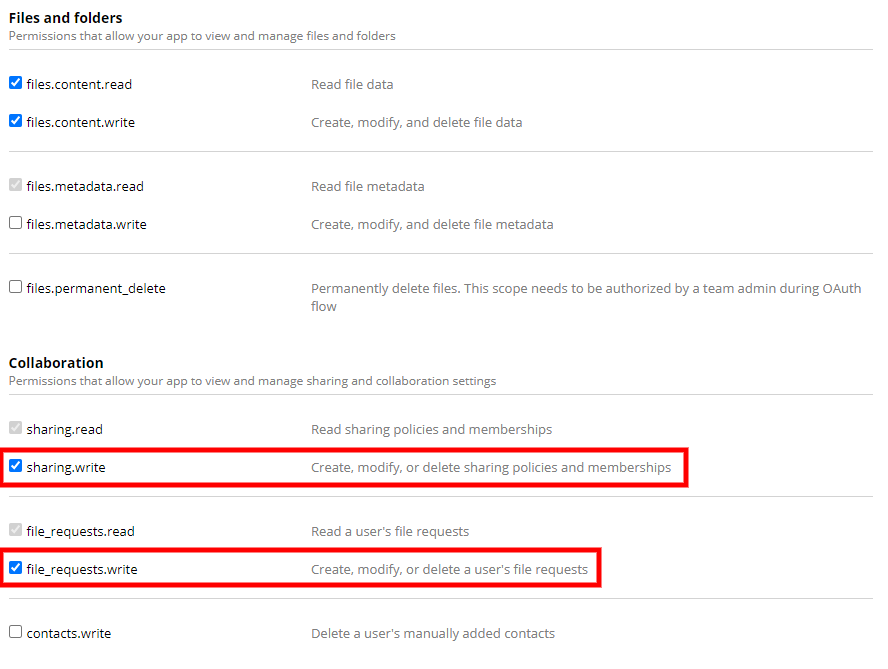 Files and folders
Permissions that allow your app to view and manage files and folders
files.content.read Read file data
files.content.write Create, modify, and delete file data
files.metadata.read Read file metadata
files.metadata.write Create, modify, and delete file metadata
files.permanent_delete Permanently delete files. This scope needs to be authorized by a team admin during OAuth
flow
Collaboration
Permissions that allow your app to view and manage sharing and collaboration settings
sharing.read Read sharing policies and memberships
sharing.write Create, modify, or delete sharing policies and memberships
file_requests.read Read a user's file requests
file_requests.write Create, modify, or delete a user's file requests
contacts.write Delete a user's manually added contacts